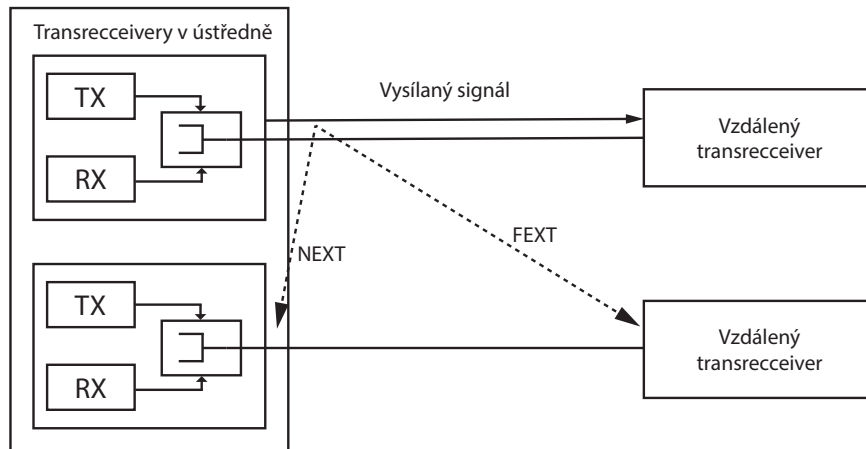 Transrecceivery v ústředně
TX
RX
Vysílaný signál
Vzdálený
transrecceiver
NEXT
FEXT
TX
RX
Vzdálený
transrecceiver